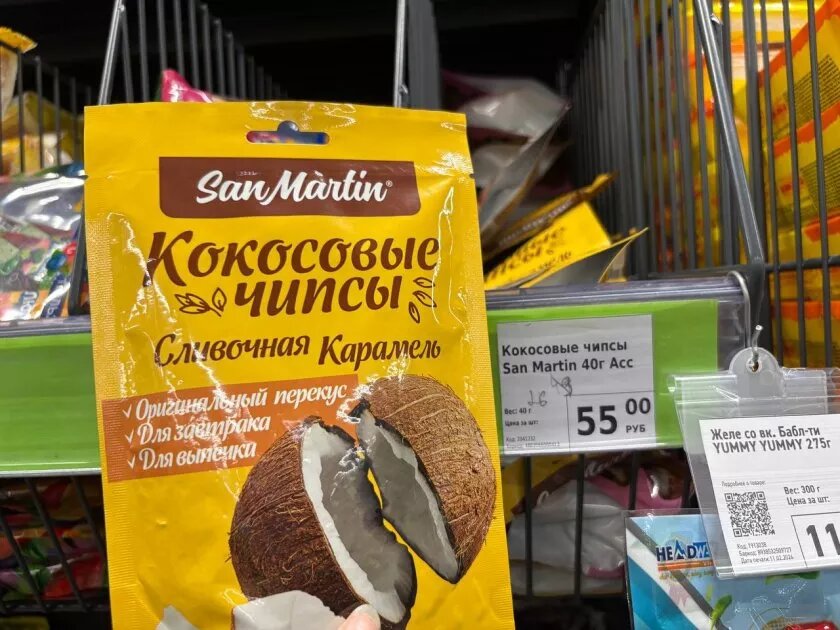 San Martin®
Кокосовые
чипсы
Сливочная Карамель
✓ Оригинальный перекус
✓ Для завтрака
✓ Для выпечки
Кокосовые чипсы
San Martin 40г Асс
Вес: 40 г
Цена за шт:
55 00
РУБ
Желе со вк. Бабл-ти
YUMMY YUMMY 275г
Подробнее о товаре:
Вес: 300 г
Цена за шт:
11